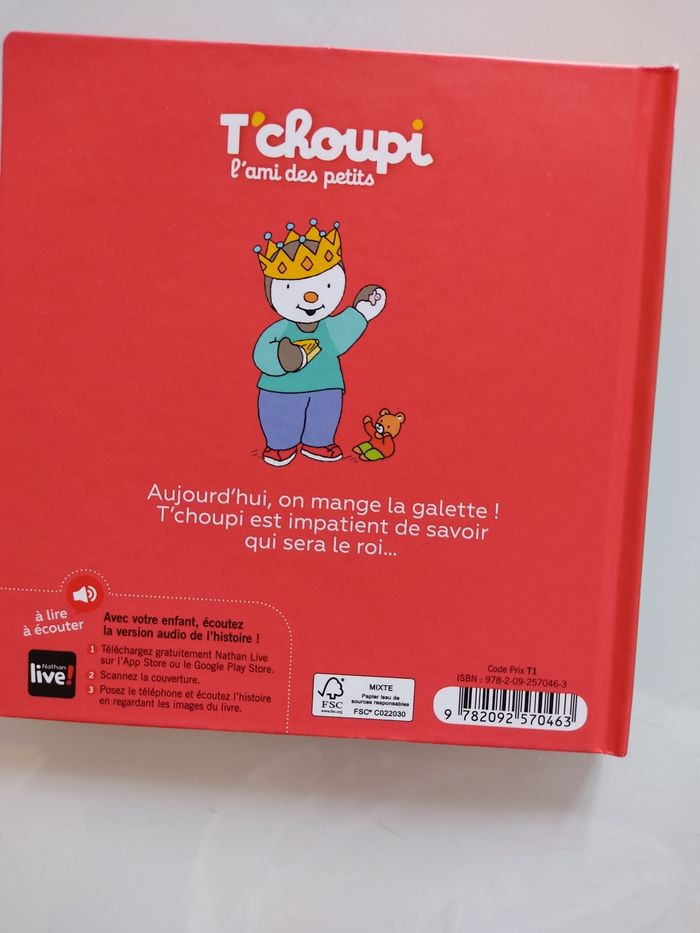 T'choupi
l'ami des petits
Aujourd'hui, on mange la galette !
T'choupi est impatient de savoir
qui sera le roi...
à lire
à écouter
Avec votre enfant, écoutez
la version audio de l'histoire !
1 Téléchargez gratuitement Nathan Live
sur l'App Store ou le Google Play Store.
2 Scannez la couverture.
3 Posez le téléphone et écoutez l'histoire
en regardant les images du livre.
Nathan
live!
FSC
www.fsc.org
MIXTE
Papier issu de
sources responsables
FSC® C022030
Code Prix T1
ISBN : 978-2-09-257046-3
9 782092 570463